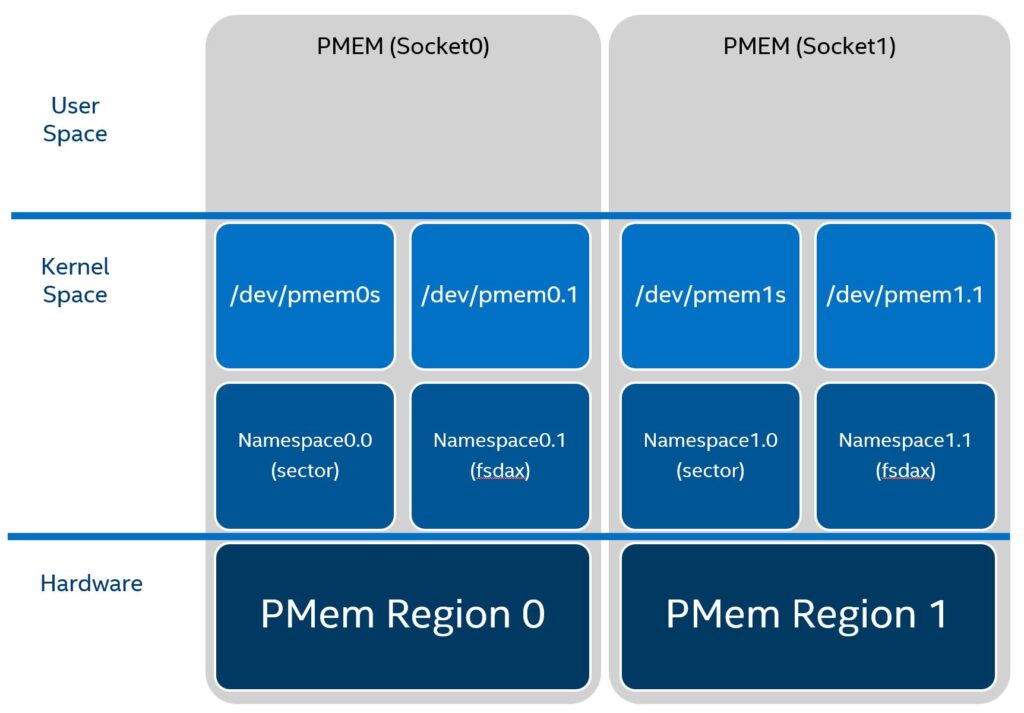 PMEM (Socket0)
PMEM (Socket1)
User
Space
Kernel
Space
/dev/pmem0s
/dev/pmem0.1
/dev/pmem1s
/dev/pmem1.1
Namespace0.0
(sector)
Namespace0.1
(fsdax)
Namespace1.0
(sector)
Namespace1.1
(fsdax)
Hardware
PMem Region 0
PMem Region 1